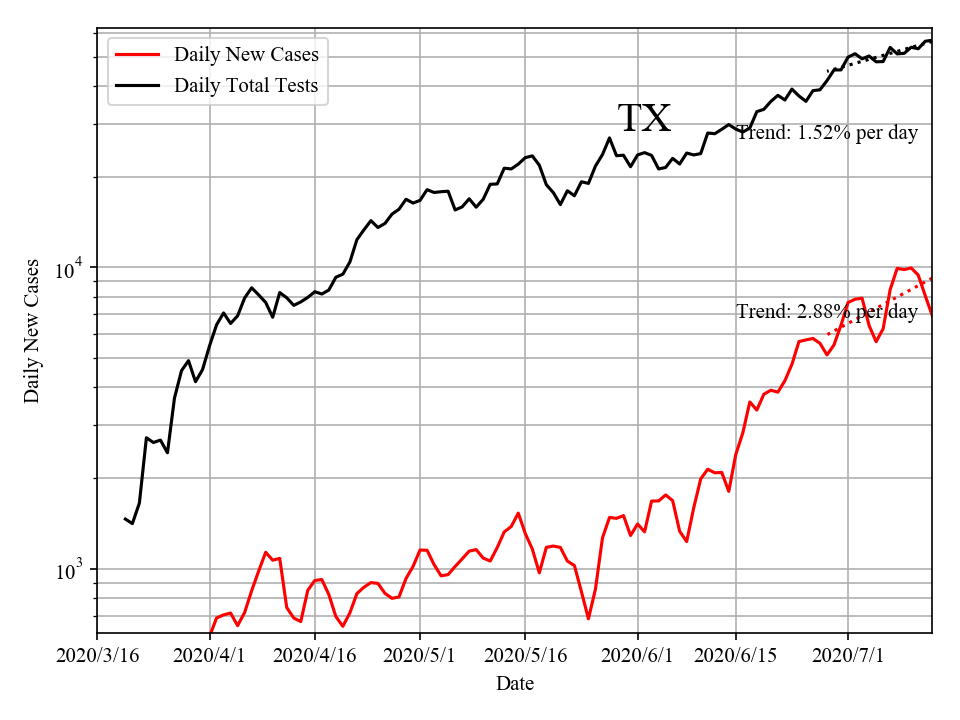 Daily New Cases
Daily Total Tests
TX
Trend: 1.52% per day
Trend: 2.88% per day
10^4
10^3
Daily New Cases
2020/3/16 2020/4/1 2020/4/16 2020/5/1 2020/5/16 2020/6/1 2020/6/15 2020/7/1
Date